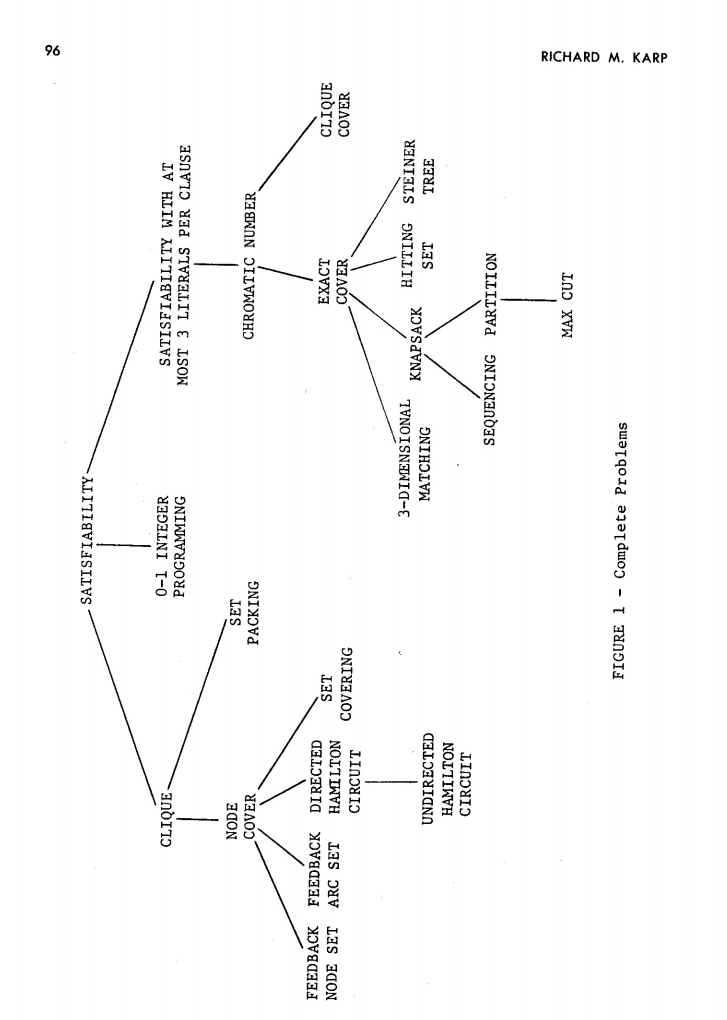 96
RICHARD M. KARP
SATISFIABILITY
CLIQUE
0-1 INTEGER
PROGRAMMING
SATISFIABILITY WITH AT
MOST 3 LITERALS PER CLAUSE
NODE
COVER
SET
PACKING
CHROMATIC NUMBER
FEEDBACK
NODE SET
FEEDBACK
ARC SET
DIRECTED
HAMILTON
CIRCUIT
SET
COVERING
EXACT
COVER
CLIQUE
COVER
UNDIRECTED
HAMILTON
CIRCUIT
3-DIMENSIONAL
MATCHING
KNAPSACK
HITTING
SET
STEINER
TREE
SEQUENCING
PARTITION
MAX CUT
FIGURE 1 - Complete Problems